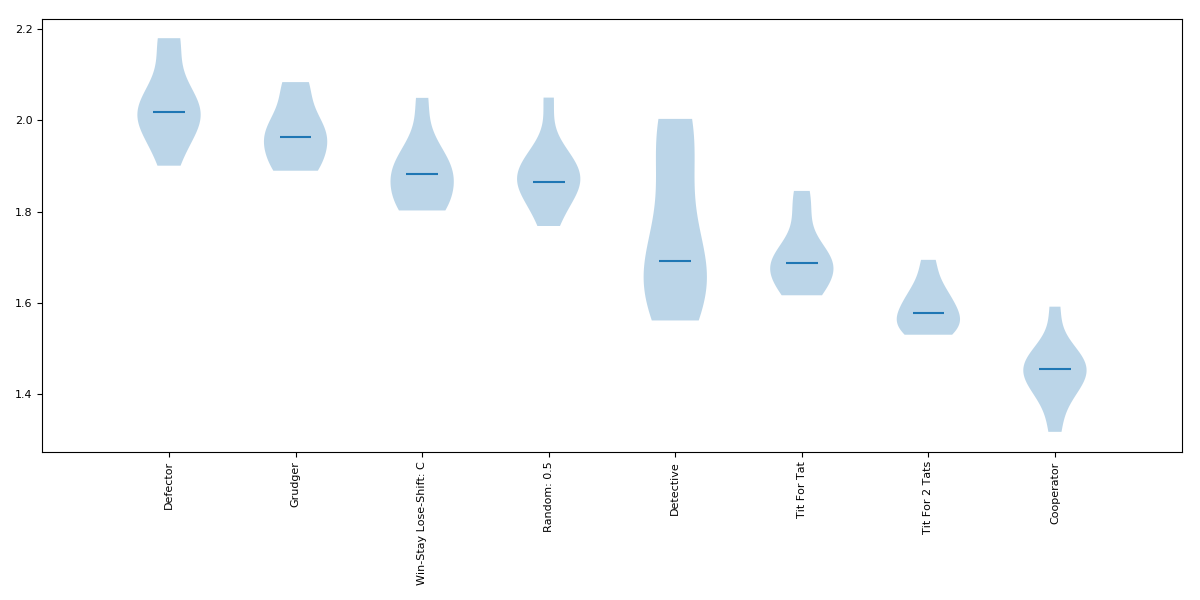 2.2
2.0
1.8
1.6
1.4
Defector
Grudger
Win-Stay Lose-Shift: C
Random: 0.5
Detective
Tit For Tat
Tit For 2 Tats
Cooperator